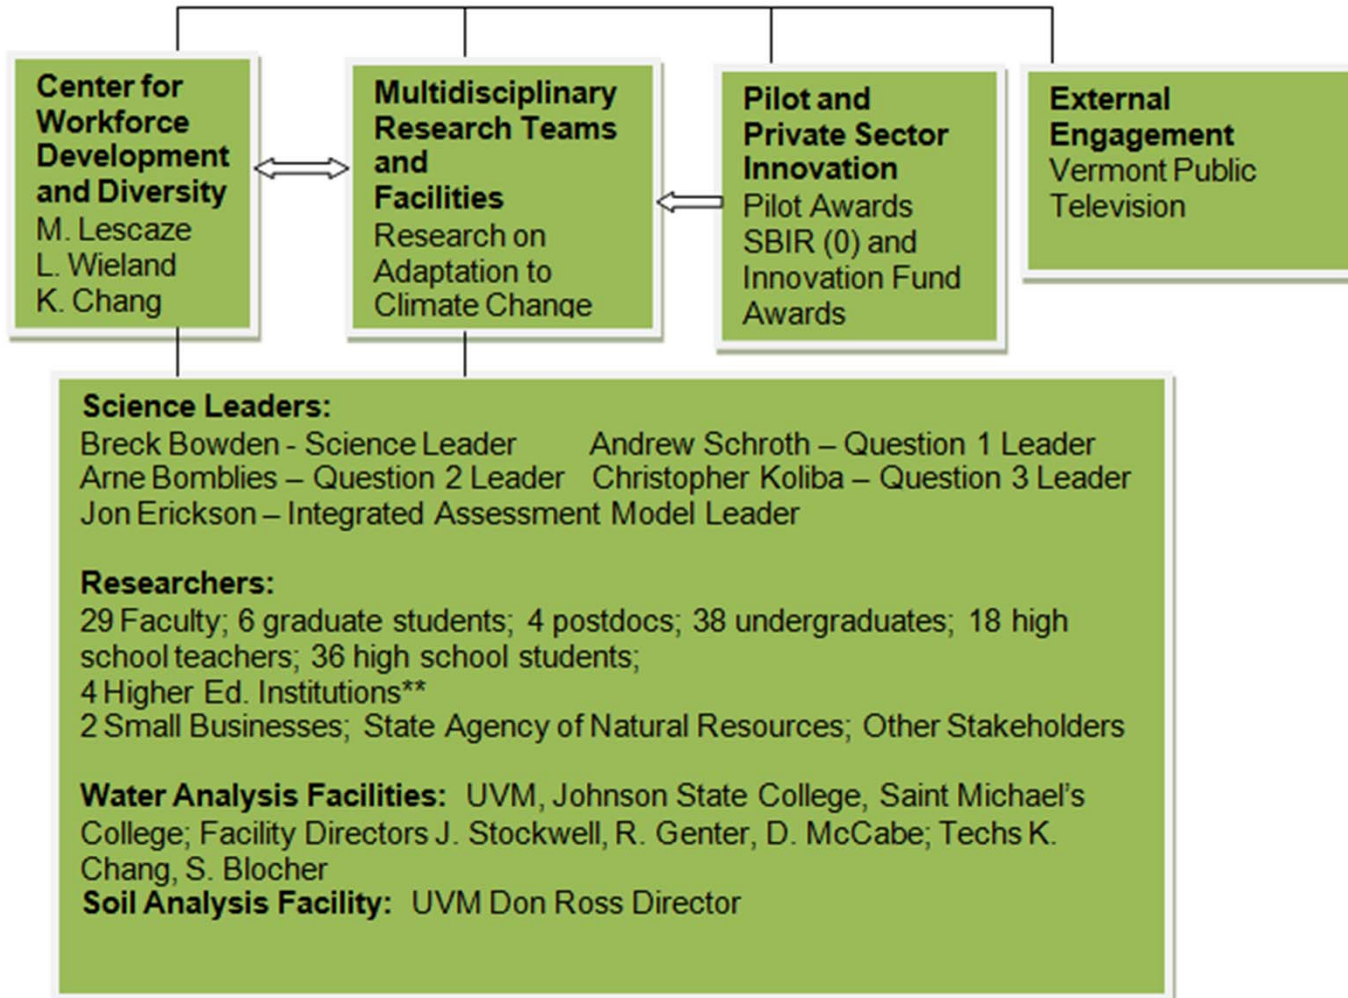 Center for
Workforce
Development
and Diversity
M. Lescaze
L. Wieland
K. Chang
Multidisciplinary
Research Teams
and
Facilities
Research on
Adaptation to
Climate Change
Pilot and
Private Sector
Innovation
Pilot Awards
SBIR (0) and
Innovation Fund
Awards
External
Engagement
Vermont Public
Television
Science Leaders:
Breck Bowden - Science Leader Andrew Schroth – Question 1 Leader
Arne Bomblies – Question 2 Leader Christopher Koliba – Question 3 Leader
Jon Erickson – Integrated Assessment Model Leader
Researchers:
29 Faculty; 6 graduate students; 4 postdocs; 38 undergraduates; 18 high
school teachers; 36 high school students;
4 Higher Ed. Institutions**
2 Small Businesses; State Agency of Natural Resources; Other Stakeholders
Water Analysis Facilities: UVM, Johnson State College, Saint Michael's
College; Facility Directors J. Stockwell, R. Genter, D. McCabe; Techs K.
Chang, S. Blocher
Soil Analysis Facility: UVM Don Ross Director